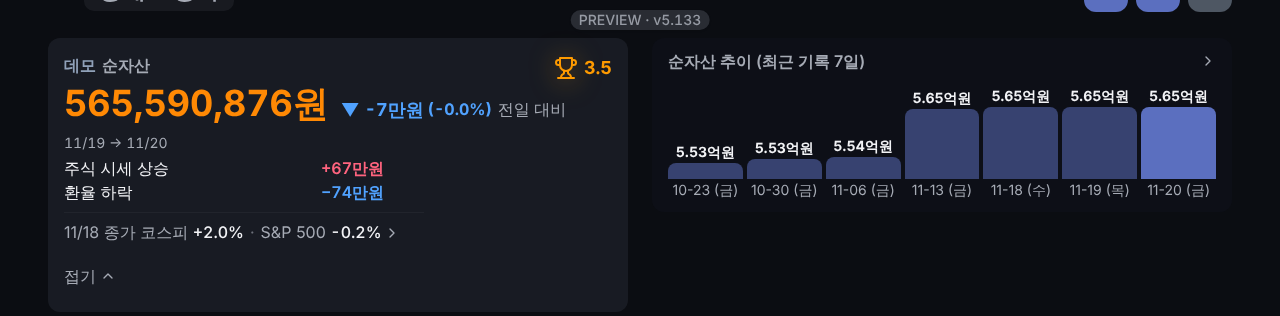 PREVIEW · v5.133
데모 순자산
3.5
565,590,876원 ▼ -7만원 (-0.0%) 전일 대비
11/19 → 11/20
주식 시세 상승 +67만원
환율 하락 -74만원
11/18 종가 코스피 +2.0% · S&P 500 -0.2% >
접기
순자산 추이 (최근 기록 7일) >
5.53억원 5.53억원 5.54억원 5.65억원 5.65억원 5.65억원 5.65억원
10-23 (금) 10-30 (금) 11-06 (금) 11-13 (금) 11-18 (수) 11-19 (목) 11-20 (금)